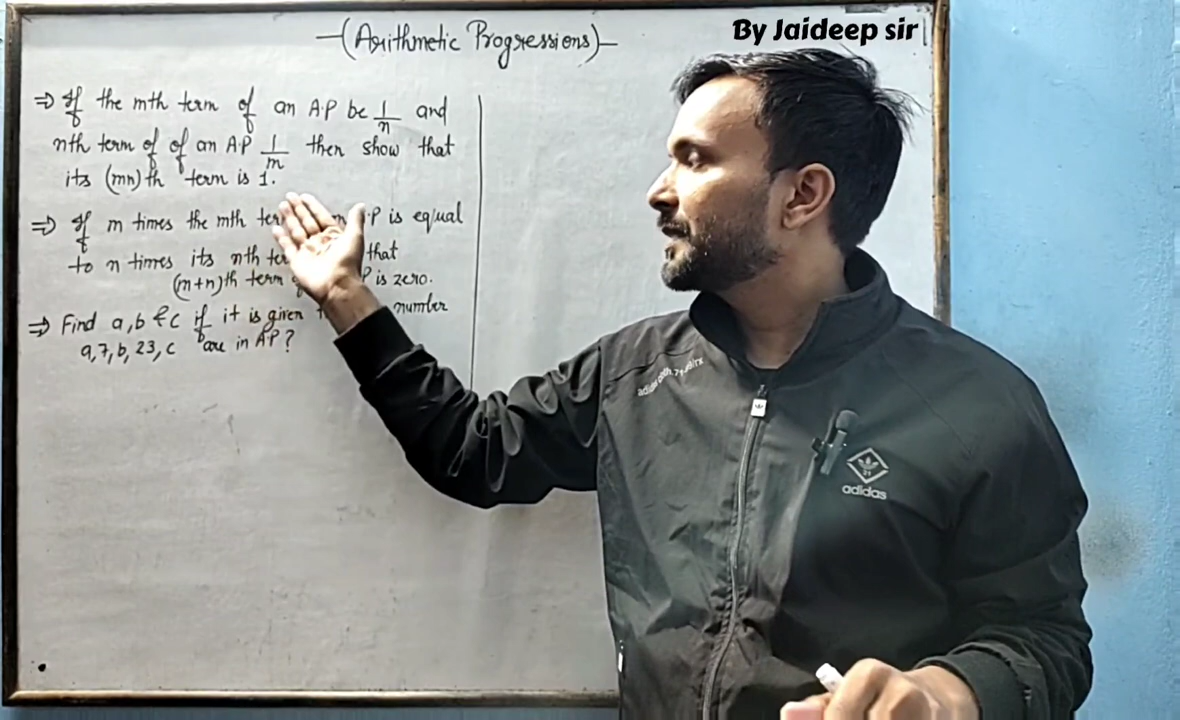 By Jaideep sir
(Arithmetic Progressions)
⇒ If the mth term of an A.P be 1/n and
nth term of of an AP 1/m then show that
its (mn)th term is 1.
⇒ If m times the mth A.P is equal
to n times its nth that
(m+n)th term P is zero.
⇒ Find a, b & c if it is given number
a, 7, b, 23, c are in AP?
adidas